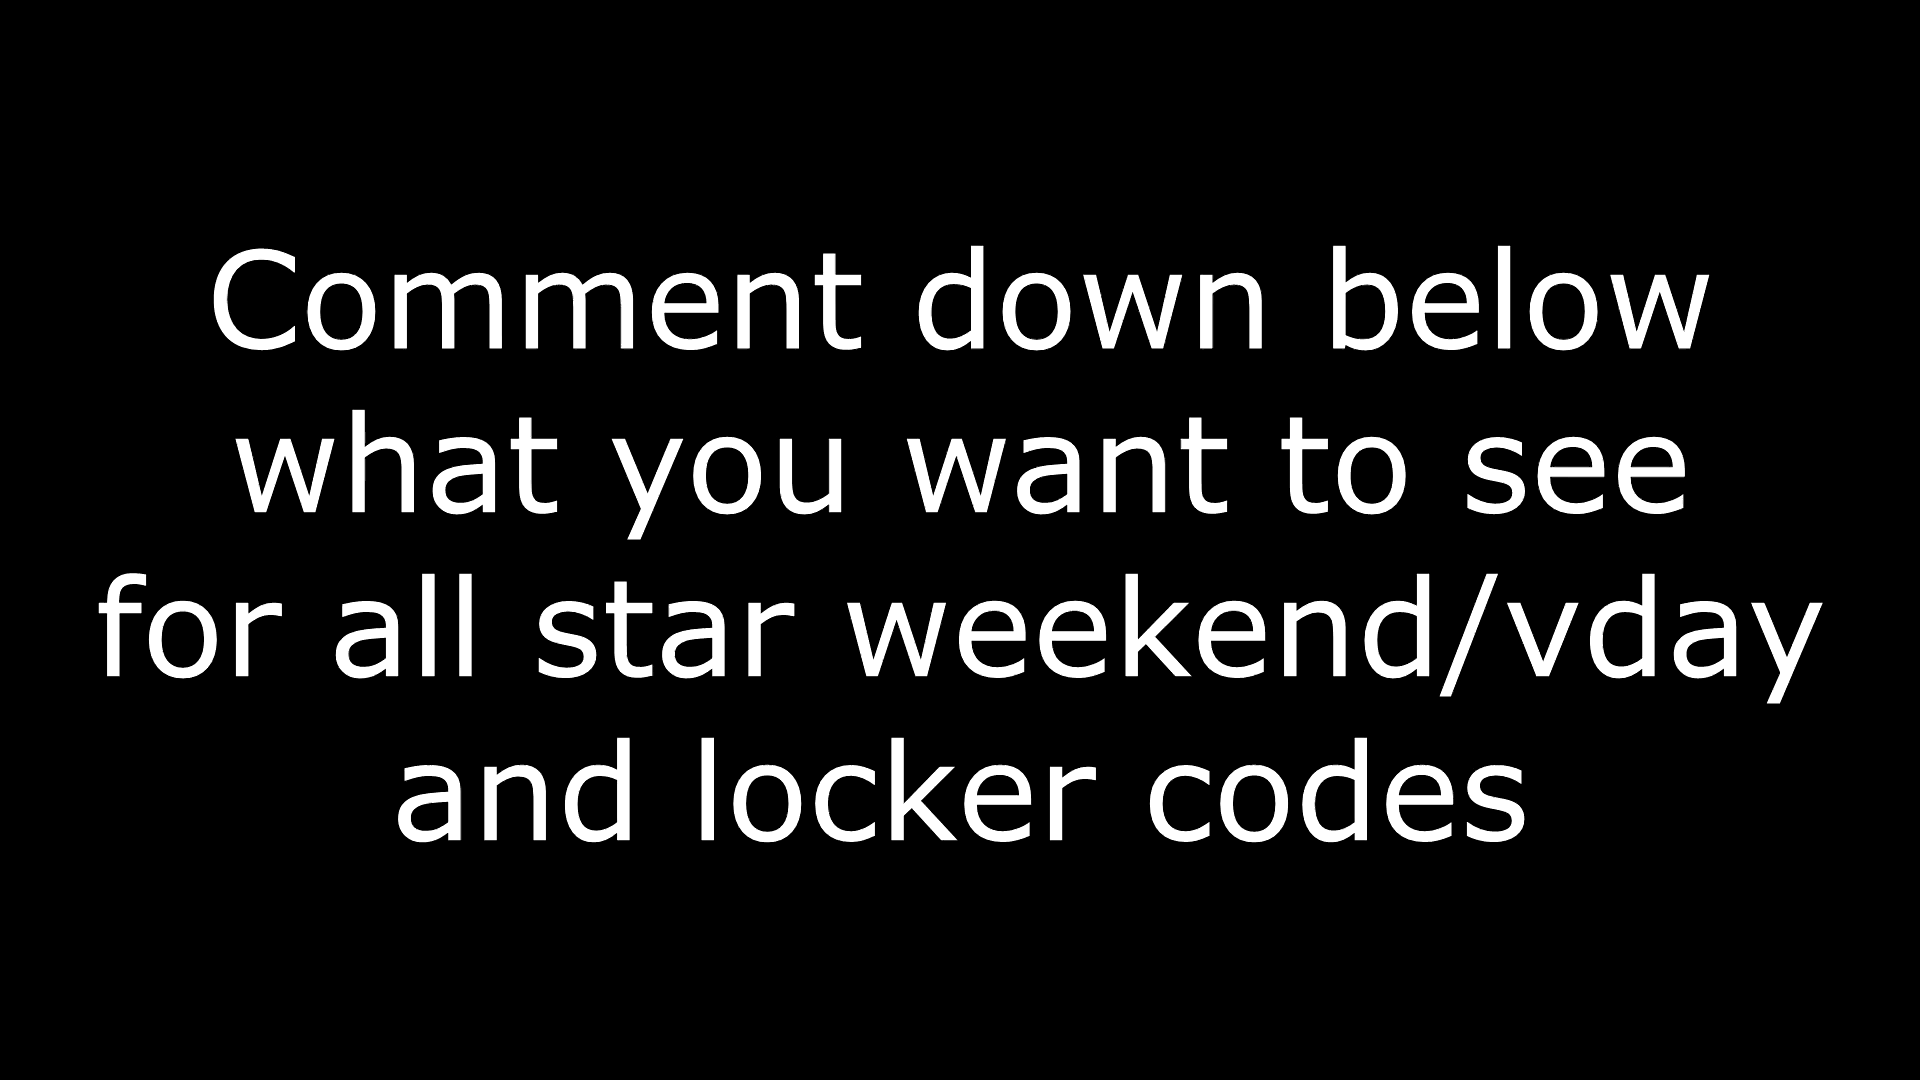 Comment down below
what you want to see
for all star weekend/vday
and locker codes